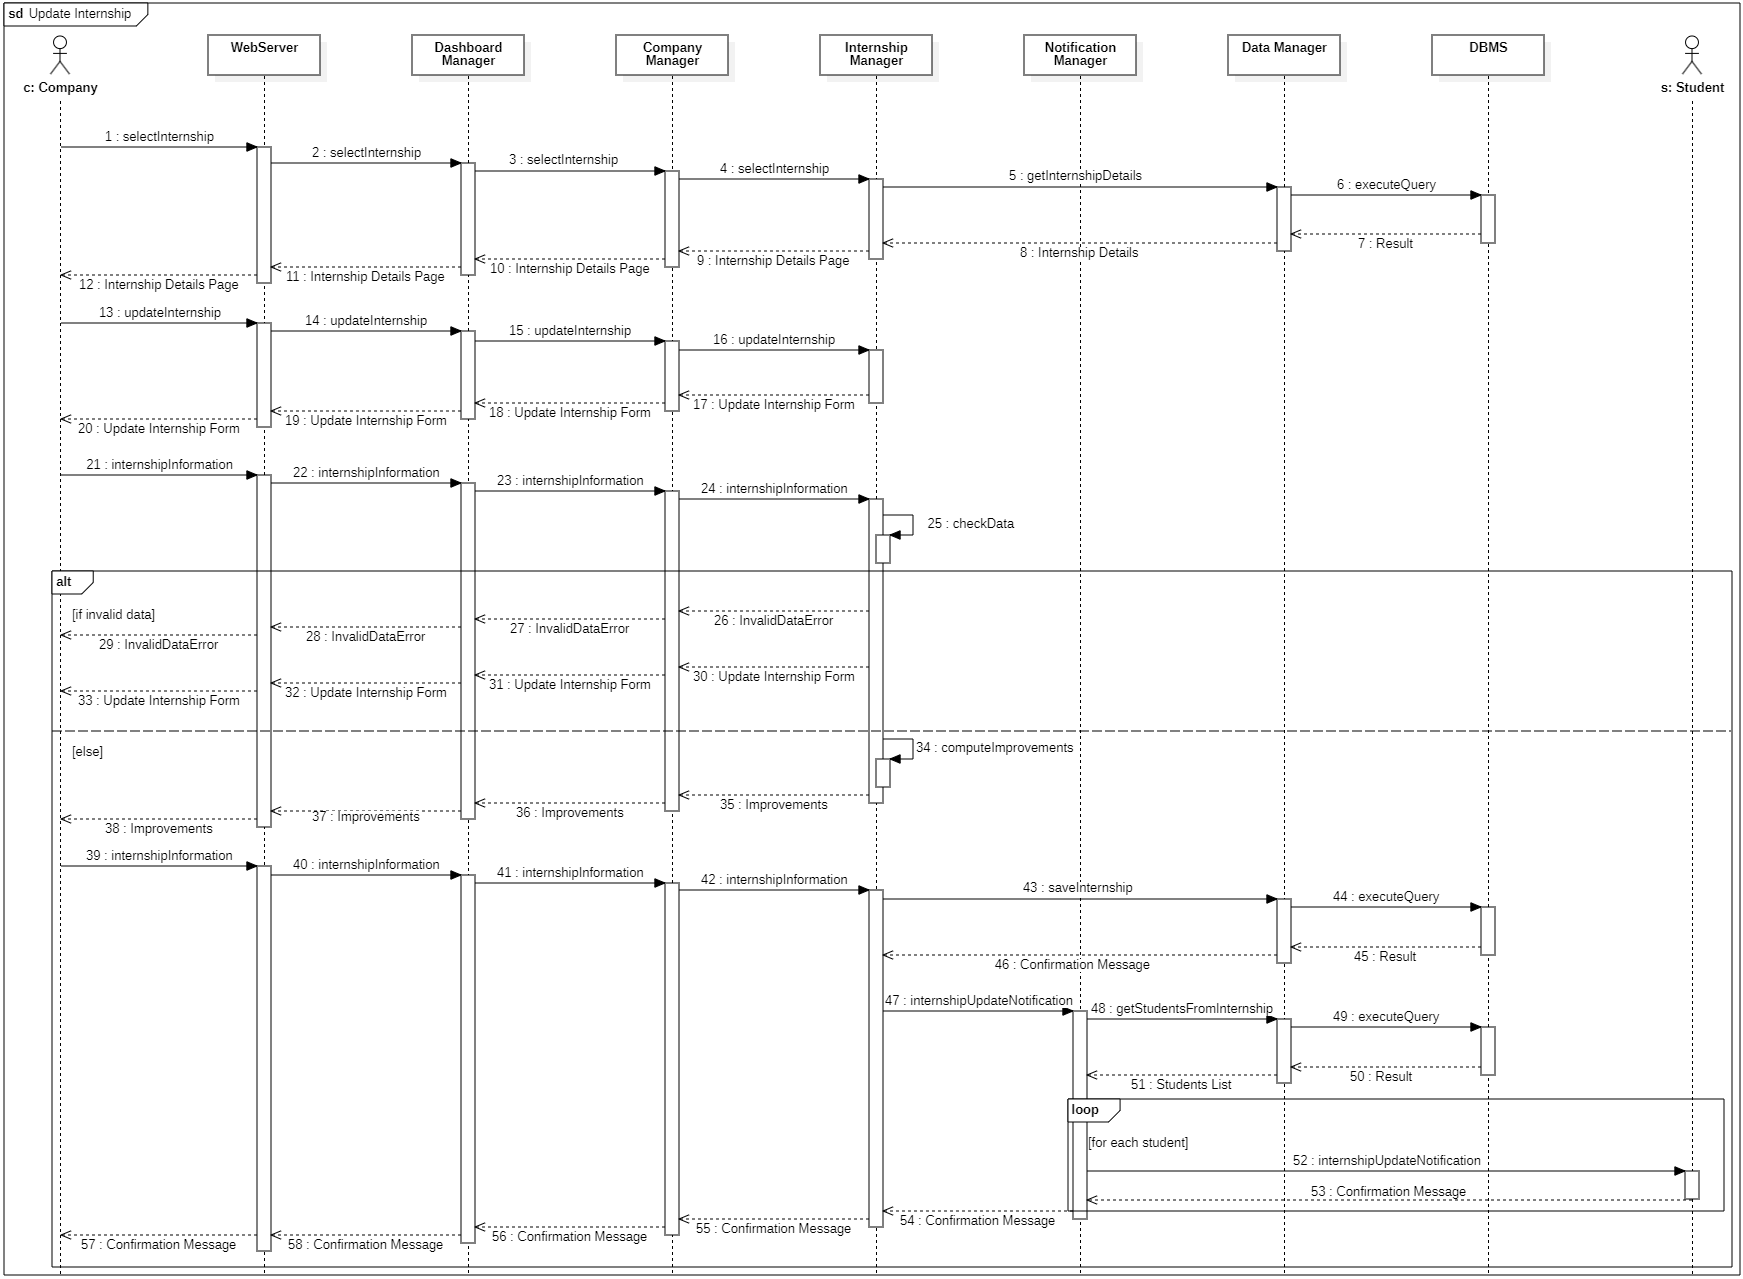 sd Update Internship
c: Company
WebServer
Dashboard
Manager
Company
Manager
Internship
Manager
Notification
Manager
Data Manager
DBMS
s: Student
1 : selectInternship
2 : selectInternship
3 : selectInternship
4 : selectInternship
5 : getInternshipDetails
6 : executeQuery
7 : Result
8 : Internship Details
9 : Internship Details Page
10 : Internship Details Page
11 : Internship Details Page
12 : Internship Details Page
13 : updateInternship
14 : updateInternship
15 : updateInternship
16 : updateInternship
17 : Update Internship Form
18 : Update Internship Form
19 : Update Internship Form
20 : Update Internship Form
21 : internshipInformation
22 : internshipInformation
23 : internshipInformation
24 : internshipInformation
25 : checkData
alt
[if invalid data]
26 : InvalidDataError
27 : InvalidDataError
28 : InvalidDataError
29 : InvalidDataError
30 : Update Internship Form
31 : Update Internship Form
32 : Update Internship Form
33 : Update Internship Form
[else]
34 : computeImprovements
35 : Improvements
36 : Improvements
37 : Improvements
38 : Improvements
39 : internshipInformation
40 : internshipInformation
41 : internshipInformation
42 : internshipInformation
43 : saveInternship
44 : executeQuery
45 : Result
46 : Confirmation Message
47 : internshipUpdateNotification
48 : getStudentsFromInternship
49 : executeQuery
50 : Result
51 : Students List
loop
[for each student]
52 : internshipUpdateNotification
53 : Confirmation Message
54 : Confirmation Message
55 : Confirmation Message
56 : Confirmation Message
58 : Confirmation Message
57 : Confirmation Message